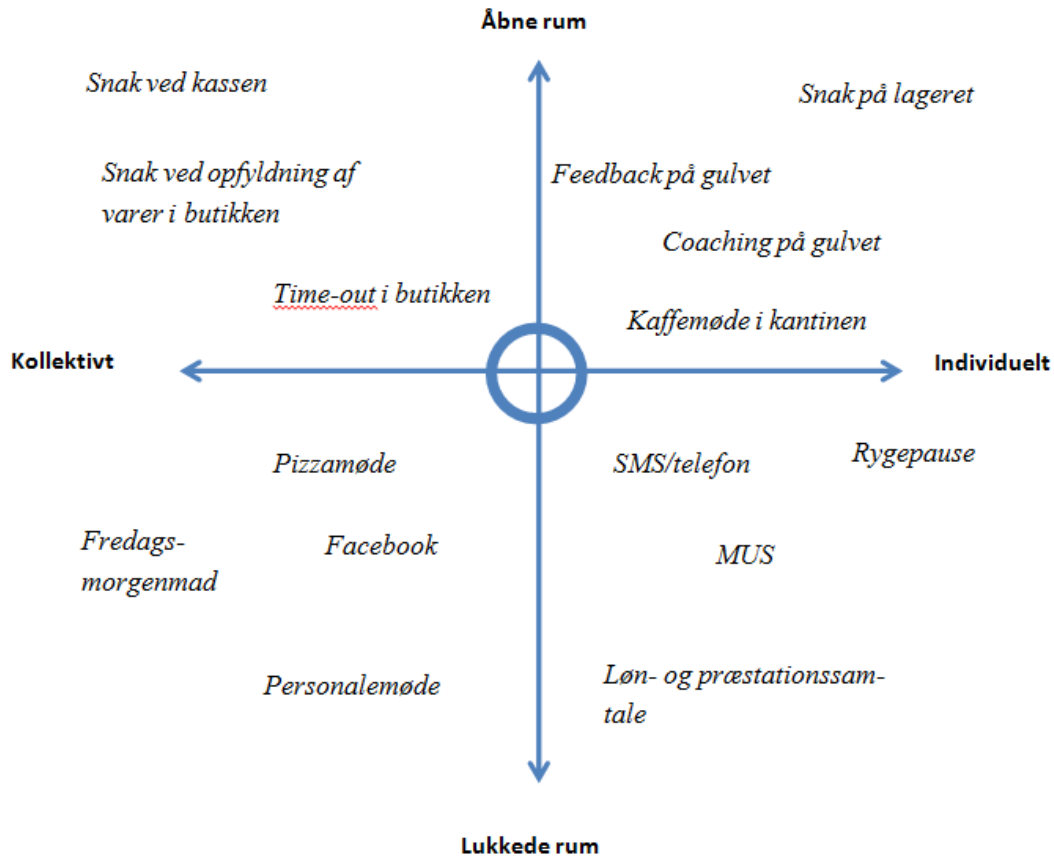 Åbne rum
Snak ved kassen
Snak på lageret
Snak ved opfyldning af
varer i butikken
Feedback på gulvet
Coaching på gulvet
Time-out i butikken
Kaffemøde i kantinen
Kollektivt
Individuelt
Pizzamøde
SMS/telefon
Rygepause
Fredags-
morgenmad
Facebook
MUS
Personalemøde
Løn- og præstationssam-
tale
Lukkede rum